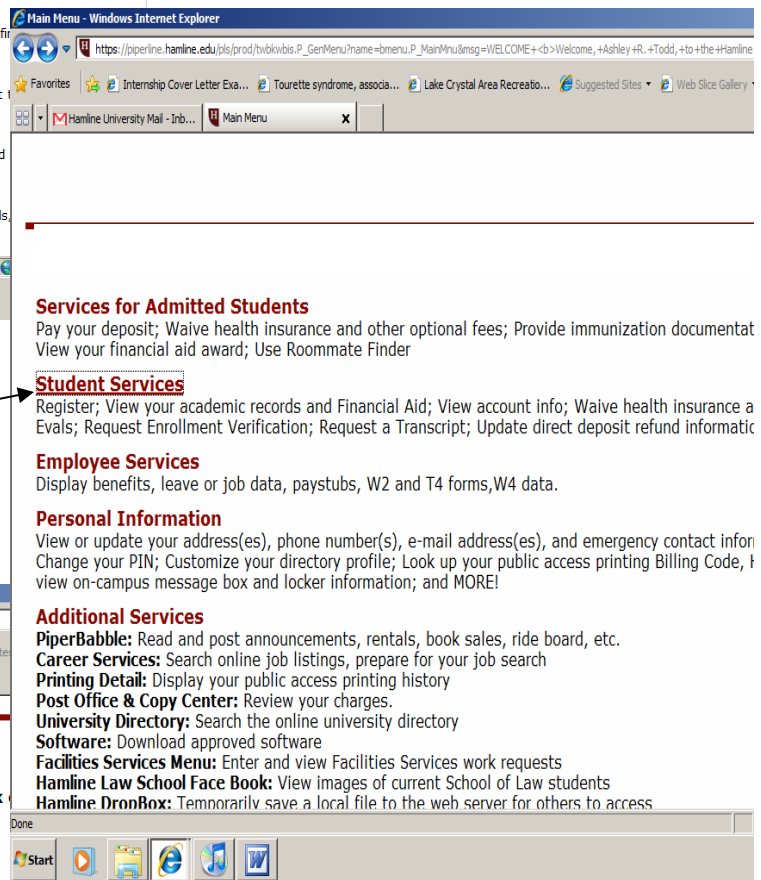 Main Menu - Windows Internet Explorer
https://piperline.hamline.edu/pls/prod/twbkwbis.P_GenMenu?name=bmenu.P_MainMnu&msg=WELCOME+<b>Welcome,+Ashley+R.+Todd,+to+the+Hamline
Favorites Internship Cover Letter Exa... Tourette syndrome, associa... Lake Crystal Area Recreatio... Suggested Sites Web Slice Gallery
Hamline University Mail - Inb... Main Menu X
Services for Admitted Students
Pay your deposit; Waive health insurance and other optional fees; Provide immunization documentat
View your financial aid award; Use Roommate Finder
Student Services
Register; View your academic records and Financial Aid; View account info; Waive health insurance a
Evals; Request Enrollment Verification; Request a Transcript; Update direct deposit refund informatio
Employee Services
Display benefits, leave or job data, paystubs, W2 and T4 forms,W4 data.
Personal Information
View or update your address(es), phone number(s), e-mail address(es), and emergency contact infor
Change your PIN; Customize your directory profile; Look up your public access printing Billing Code, H
view on-campus message box and locker information; and MORE!
Additional Services
PiperBabble: Read and post announcements, rentals, book sales, ride board, etc.
Career Services: Search online job listings, prepare for your job search
Printing Detail: Display your public access printing history
Post Office & Copy Center: Review your charges.
University Directory: Search the online university directory
Software: Download approved software
Facilities Services Menu: Enter and view Facilities Services work requests
Hamline Law School Face Book: View images of current School of Law students
Hamline DropBox: Temporarily save a local file to the web server for others to access
Done
Start